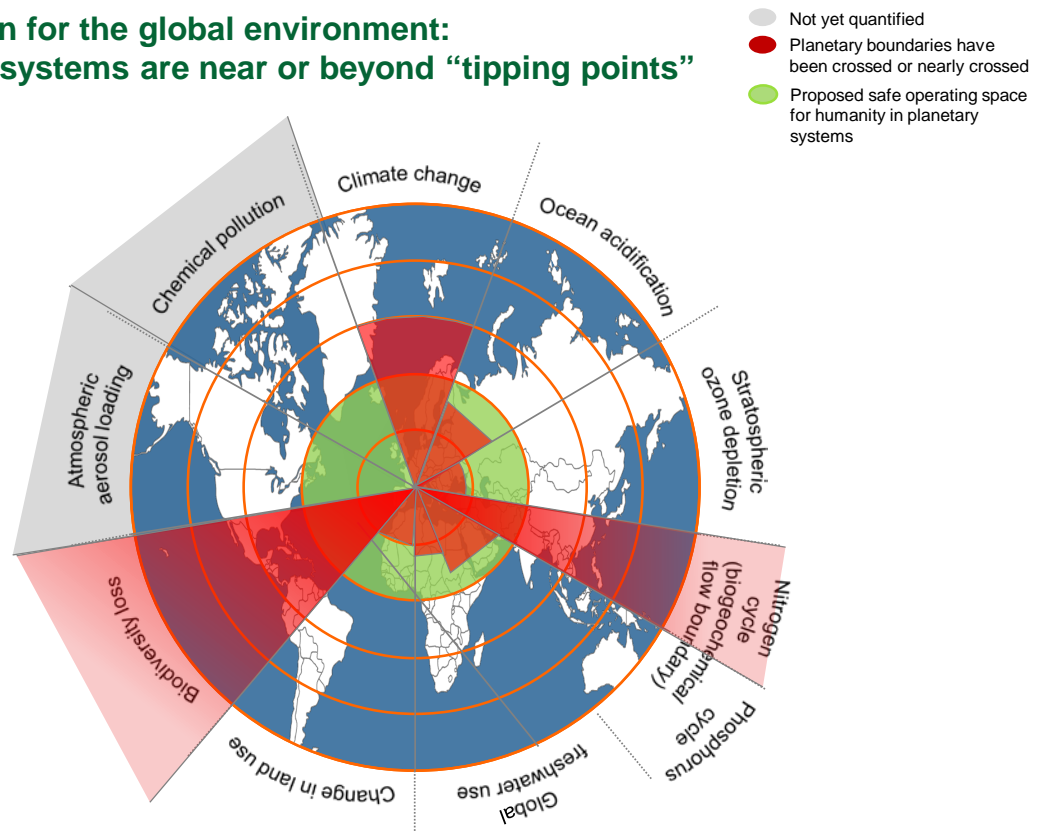 n for the global environment:
systems are near or beyond “tipping points”
Not yet quantified
Planetary boundaries have
been crossed or nearly crossed
Proposed safe operating space
for humanity in planetary
systems
Climate change
Ocean acidification
Stratospheric
ozone depletion
Nitrogen
cycle
(biogeochemical
flow boundary)
Phosphorus
cycle
Global
freshwater use
Change in land use
Biodiversity loss
Atmospheric
aerosol loading
Chemical pollution